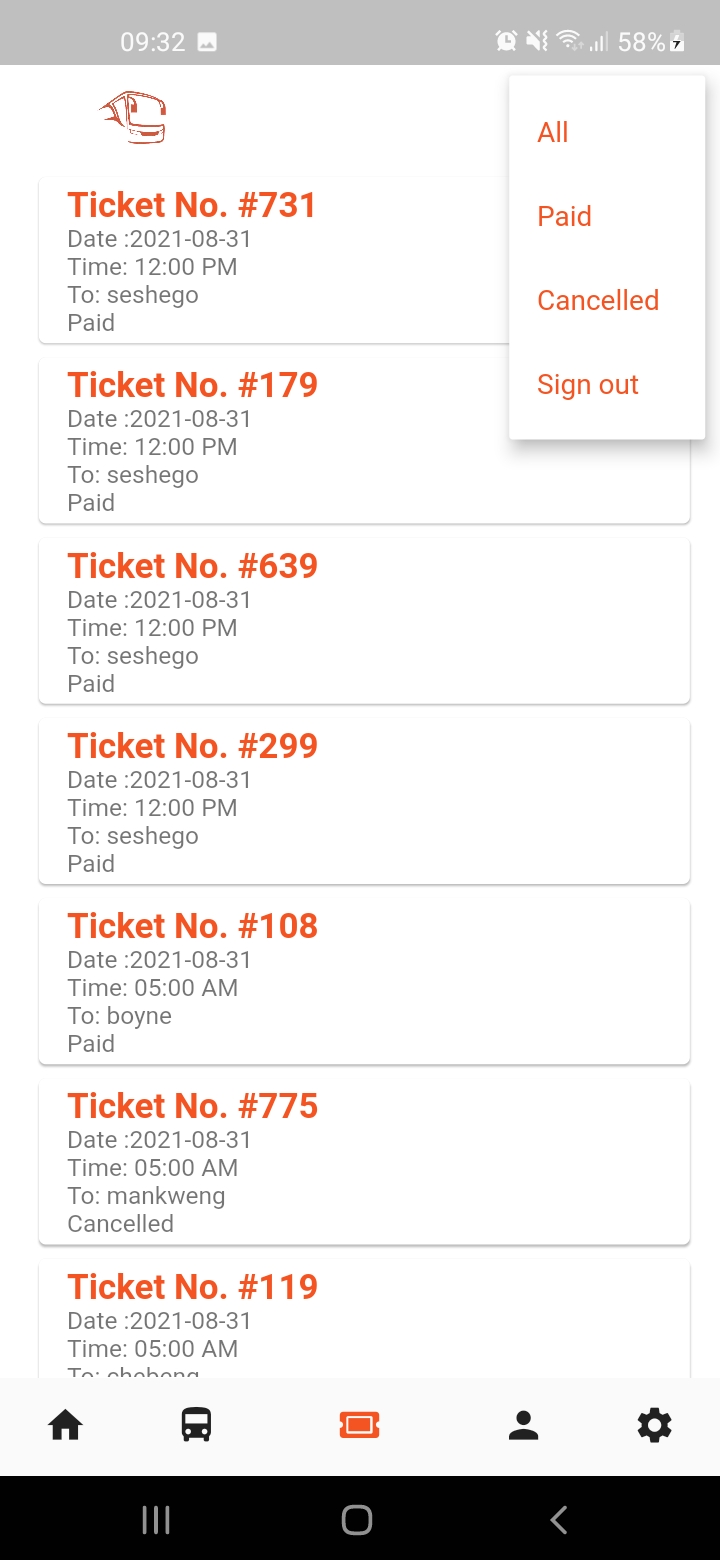 09:32
58%
All
Paid
Cancelled
Sign out
Ticket No. #731
Date :2021-08-31
Time: 12:00 PM
To: seshego
Paid
Ticket No. #179
Date :2021-08-31
Time: 12:00 PM
To: seshego
Paid
Ticket No. #639
Date :2021-08-31
Time: 12:00 PM
To: seshego
Paid
Ticket No. #299
Date :2021-08-31
Time: 12:00 PM
To: seshego
Paid
Ticket No. #108
Date :2021-08-31
Time: 05:00 AM
To: boyne
Paid
Ticket No. #775
Date :2021-08-31
Time: 05:00 AM
To: mankweng
Cancelled
Ticket No. #119
Date :2021-08-31
Time: 05:00 AM
To: chebeng